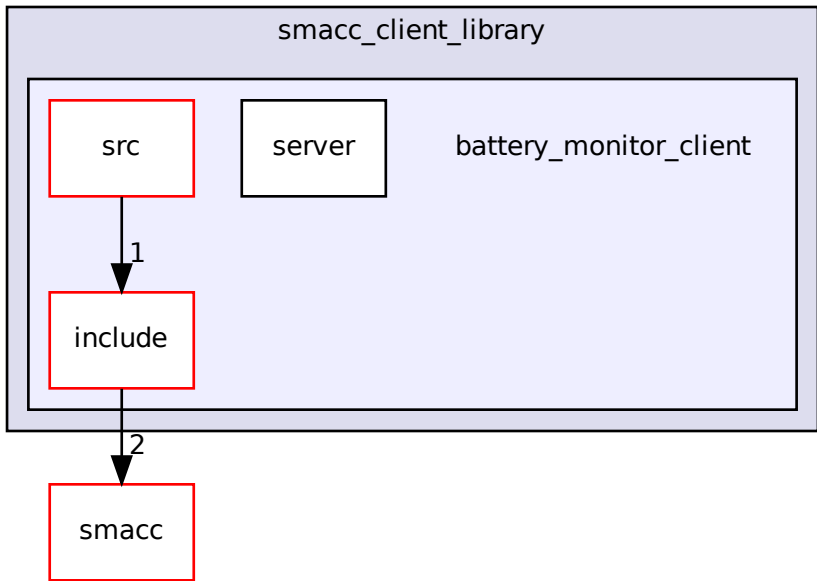 smacc_client_library
src
server
battery_monitor_client
1
include
2
smacc